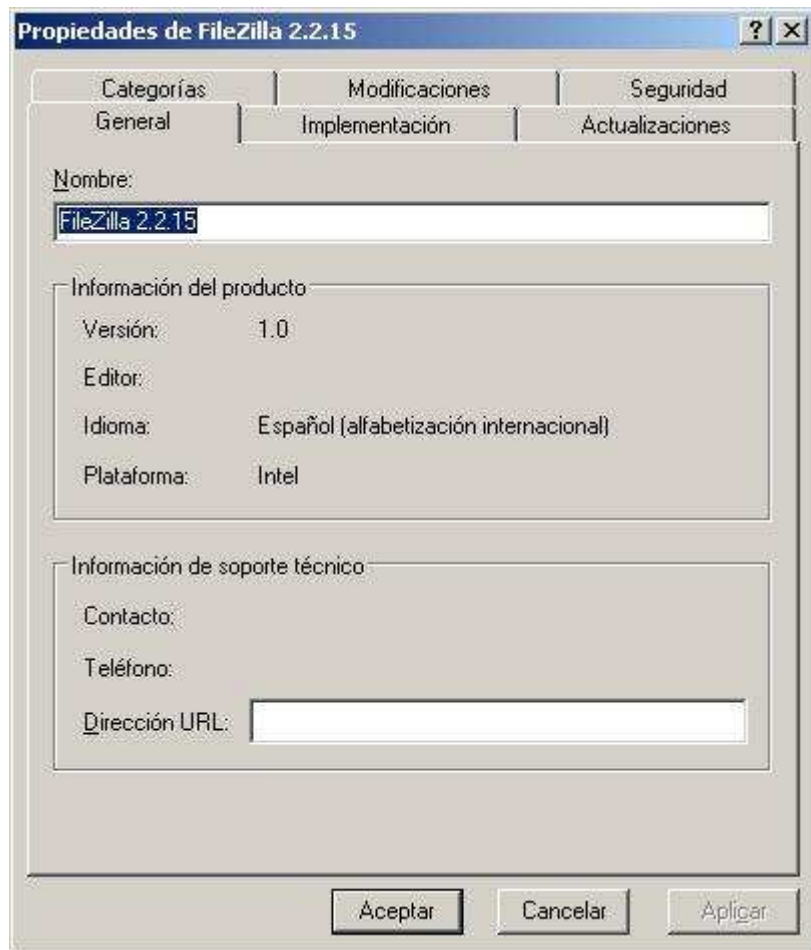 Propiedades de FileZilla 2.2.15
Categorías Modificaciones Seguridad
General Implementación Actualizaciones
Nombre:
FileZilla 2.2.15
Información del producto
Versión: 1.0
Editor:
Idioma: Español (alfabetización internacional)
Plataforma: Intel
Información de soporte técnico
Contacto:
Teléfono:
Dirección URL:
Aceptar Cancelar Aplicar